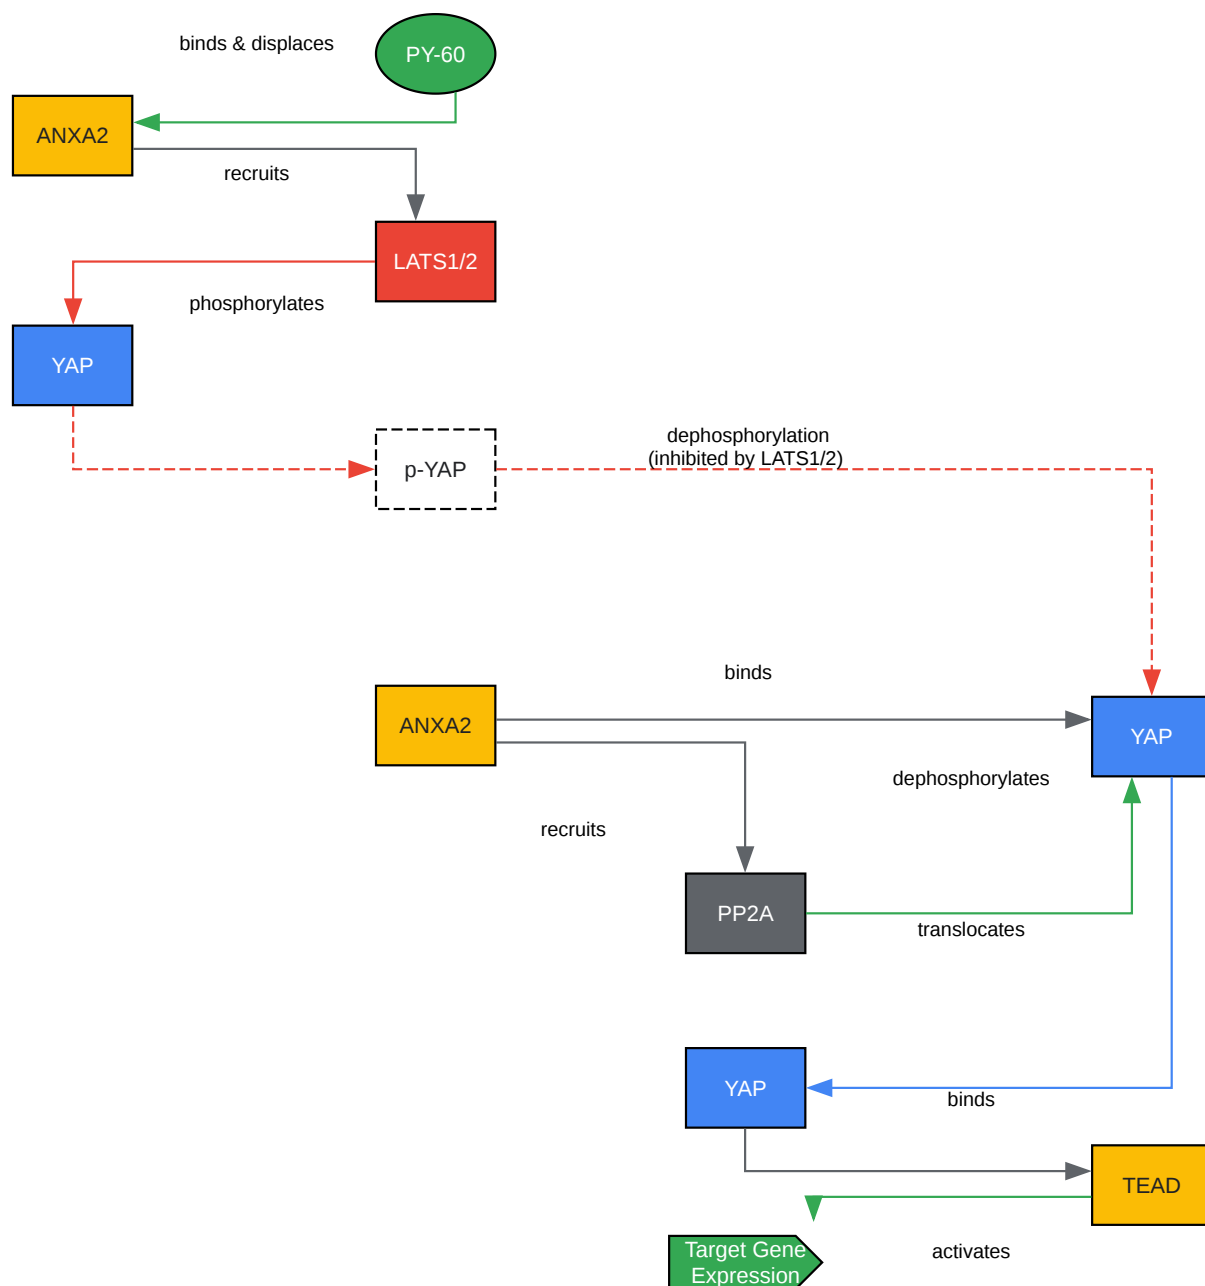 binds & displaces
PY-60
ANXA2
recruits
LATS1/2
phosphorylates
YAP
dephosphorylation
(inhibited by LATS1/2)
p-YAP
binds
ANXA2
YAP
dephosphorylates
recruits
PP2A
translocates
YAP
binds
TEAD
Target Gene
Expression
activates